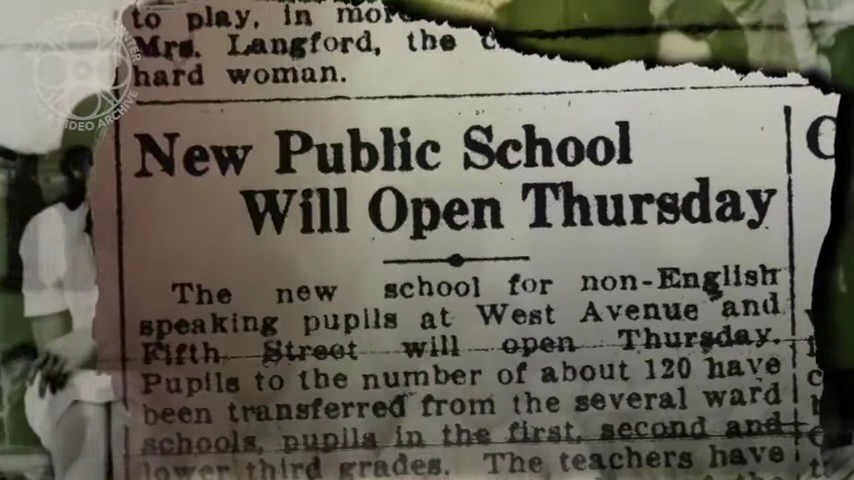 to play, in
Mrs. Langford, the
hard woman.
New Public School
Will Open Thursday
The new school for non-English
speaking pupils at West Avenue and
Fifth Street will open Thursday.
Pupils to the number of about 120 have
been transferred from the several ward
schools, pupils in the first, second and
lower third grades. The teachers have
VIDEO ARCHIVE